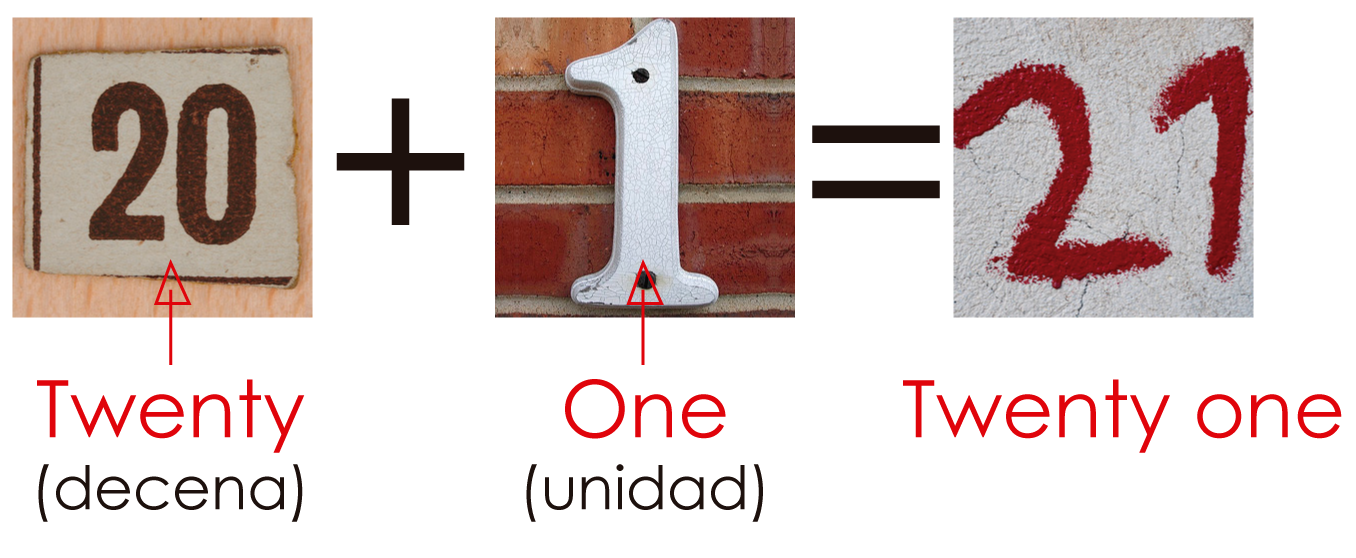 20 + 1 = 21
Twenty One Twenty one
(decena) (unidad)